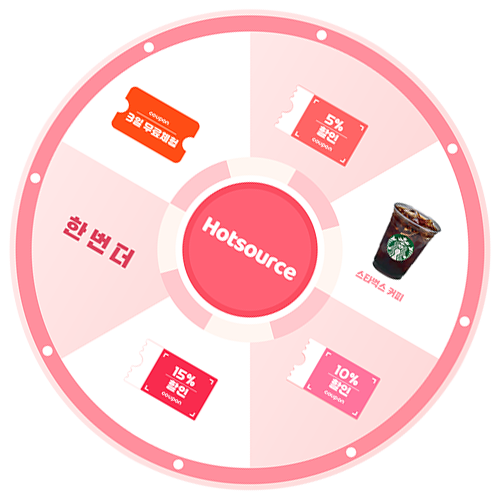 coupon
3일 무료체험
5%
할인
coupon
한 번 더
Hotsource
스타벅스 커피
15%
할인
coupon
10%
할인
coupon